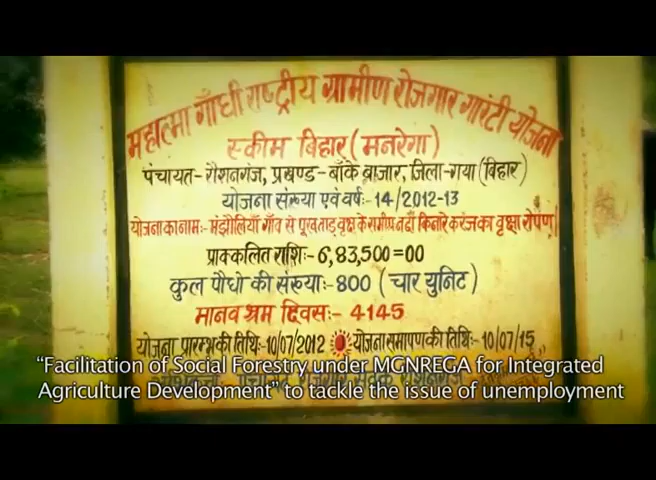 महात्मा गाँधी राष्ट्रीय ग्रामीण रोजगार गारंटी योजना
स्कीम बिहार (मनरेगा)
पंचायत- रौशनगंज, प्रखण्ड- बाँके बाजार, जिला- गया (बिहार)
योजना संख्या एवं वर्ष:- 14/2012-13
योजना का नाम:- मंझौलियाँ गाँव से पूरब ताड़ वृक्ष के समीप नदी किनारे करंज का वृक्षा रोपण।
प्राक्कलित राशि:- 6,83,500=00
कुल पौधो की संख्या:- 800 (चार युनिट)
मानव श्रम दिवस:- 4145
योजना प्रारम्भ की तिथि:- 10/07/2012 योजना समापण की तिथि:- 10/07/15
रोजगार सेवक रौशनगंज
“Facilitation of Social Forestry under MGNREGA for Integrated
Agriculture Development” to tackle the issue of unemployment